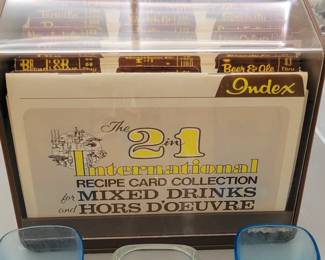 Beer & Ale
Index
The
2 in 1
International
RECIPE CARD COLLECTION
for MIXED DRINKS
and HORS D'OEUVRE